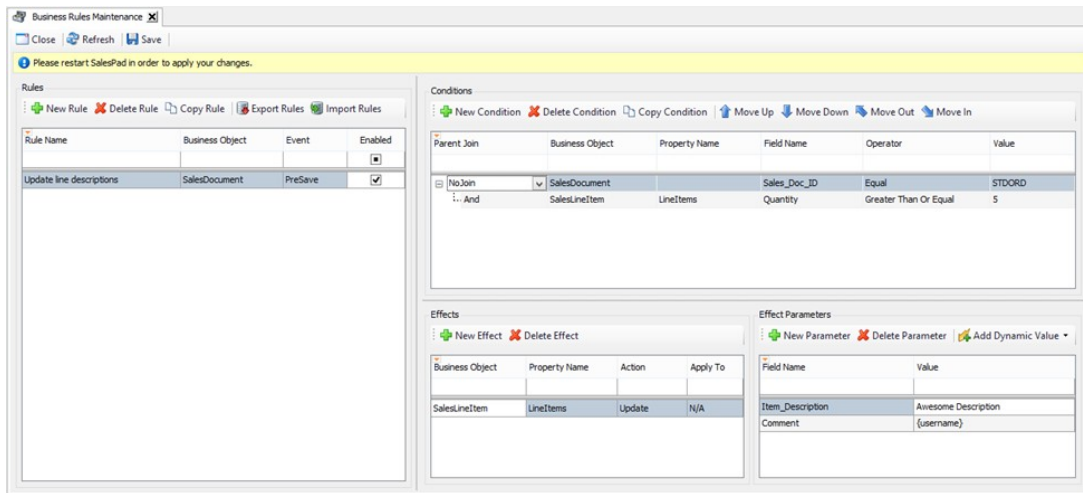 Business Rules Maintenance X
Close Refresh Save
Please restart SalesPad in order to apply your changes.
Rules
New Rule Delete Rule Copy Rule Export Rules Import Rules
Rule Name Business Object Event Enabled
Update line descriptions SalesDocument PreSave
Conditions
New Condition Delete Condition Copy Condition Move Up Move Down Move Out Move In
Parent Join Business Object Property Name Field Name Operator Value
NoJoin SalesDocument Sales_Doc_ID Equal STDORD
And SalesLineItem LineItems Quantity Greater Than Or Equal 5
Effects
New Effect Delete Effect
Business Object Property Name Action Apply To
SalesLineItem LineItems Update N/A
Effect Parameters
New Parameter Delete Parameter Add Dynamic Value
Field Name Value
Item_Description Awesome Description
Comment {username}